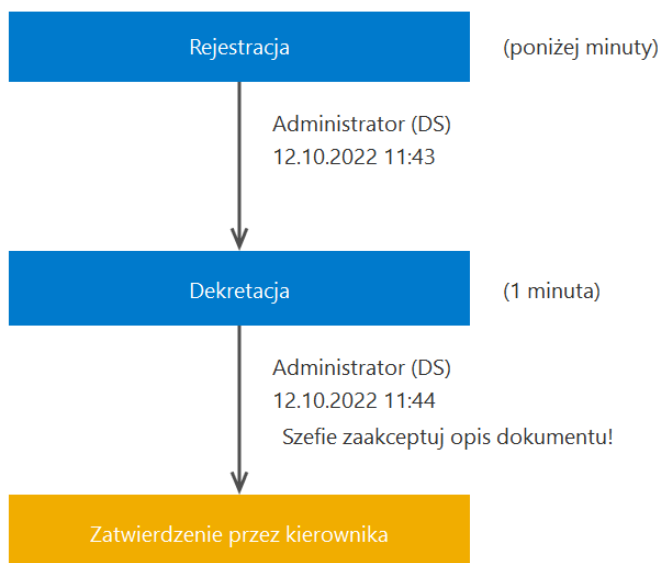 Rejestracja (poniżej minuty)
Administrator (DS)
12.10.2022 11:43
Dekretacja (1 minuta)
Administrator (DS)
12.10.2022 11:44
Szefie zaakceptuj opis dokumentu!
Zatwierdzenie przez kierownika